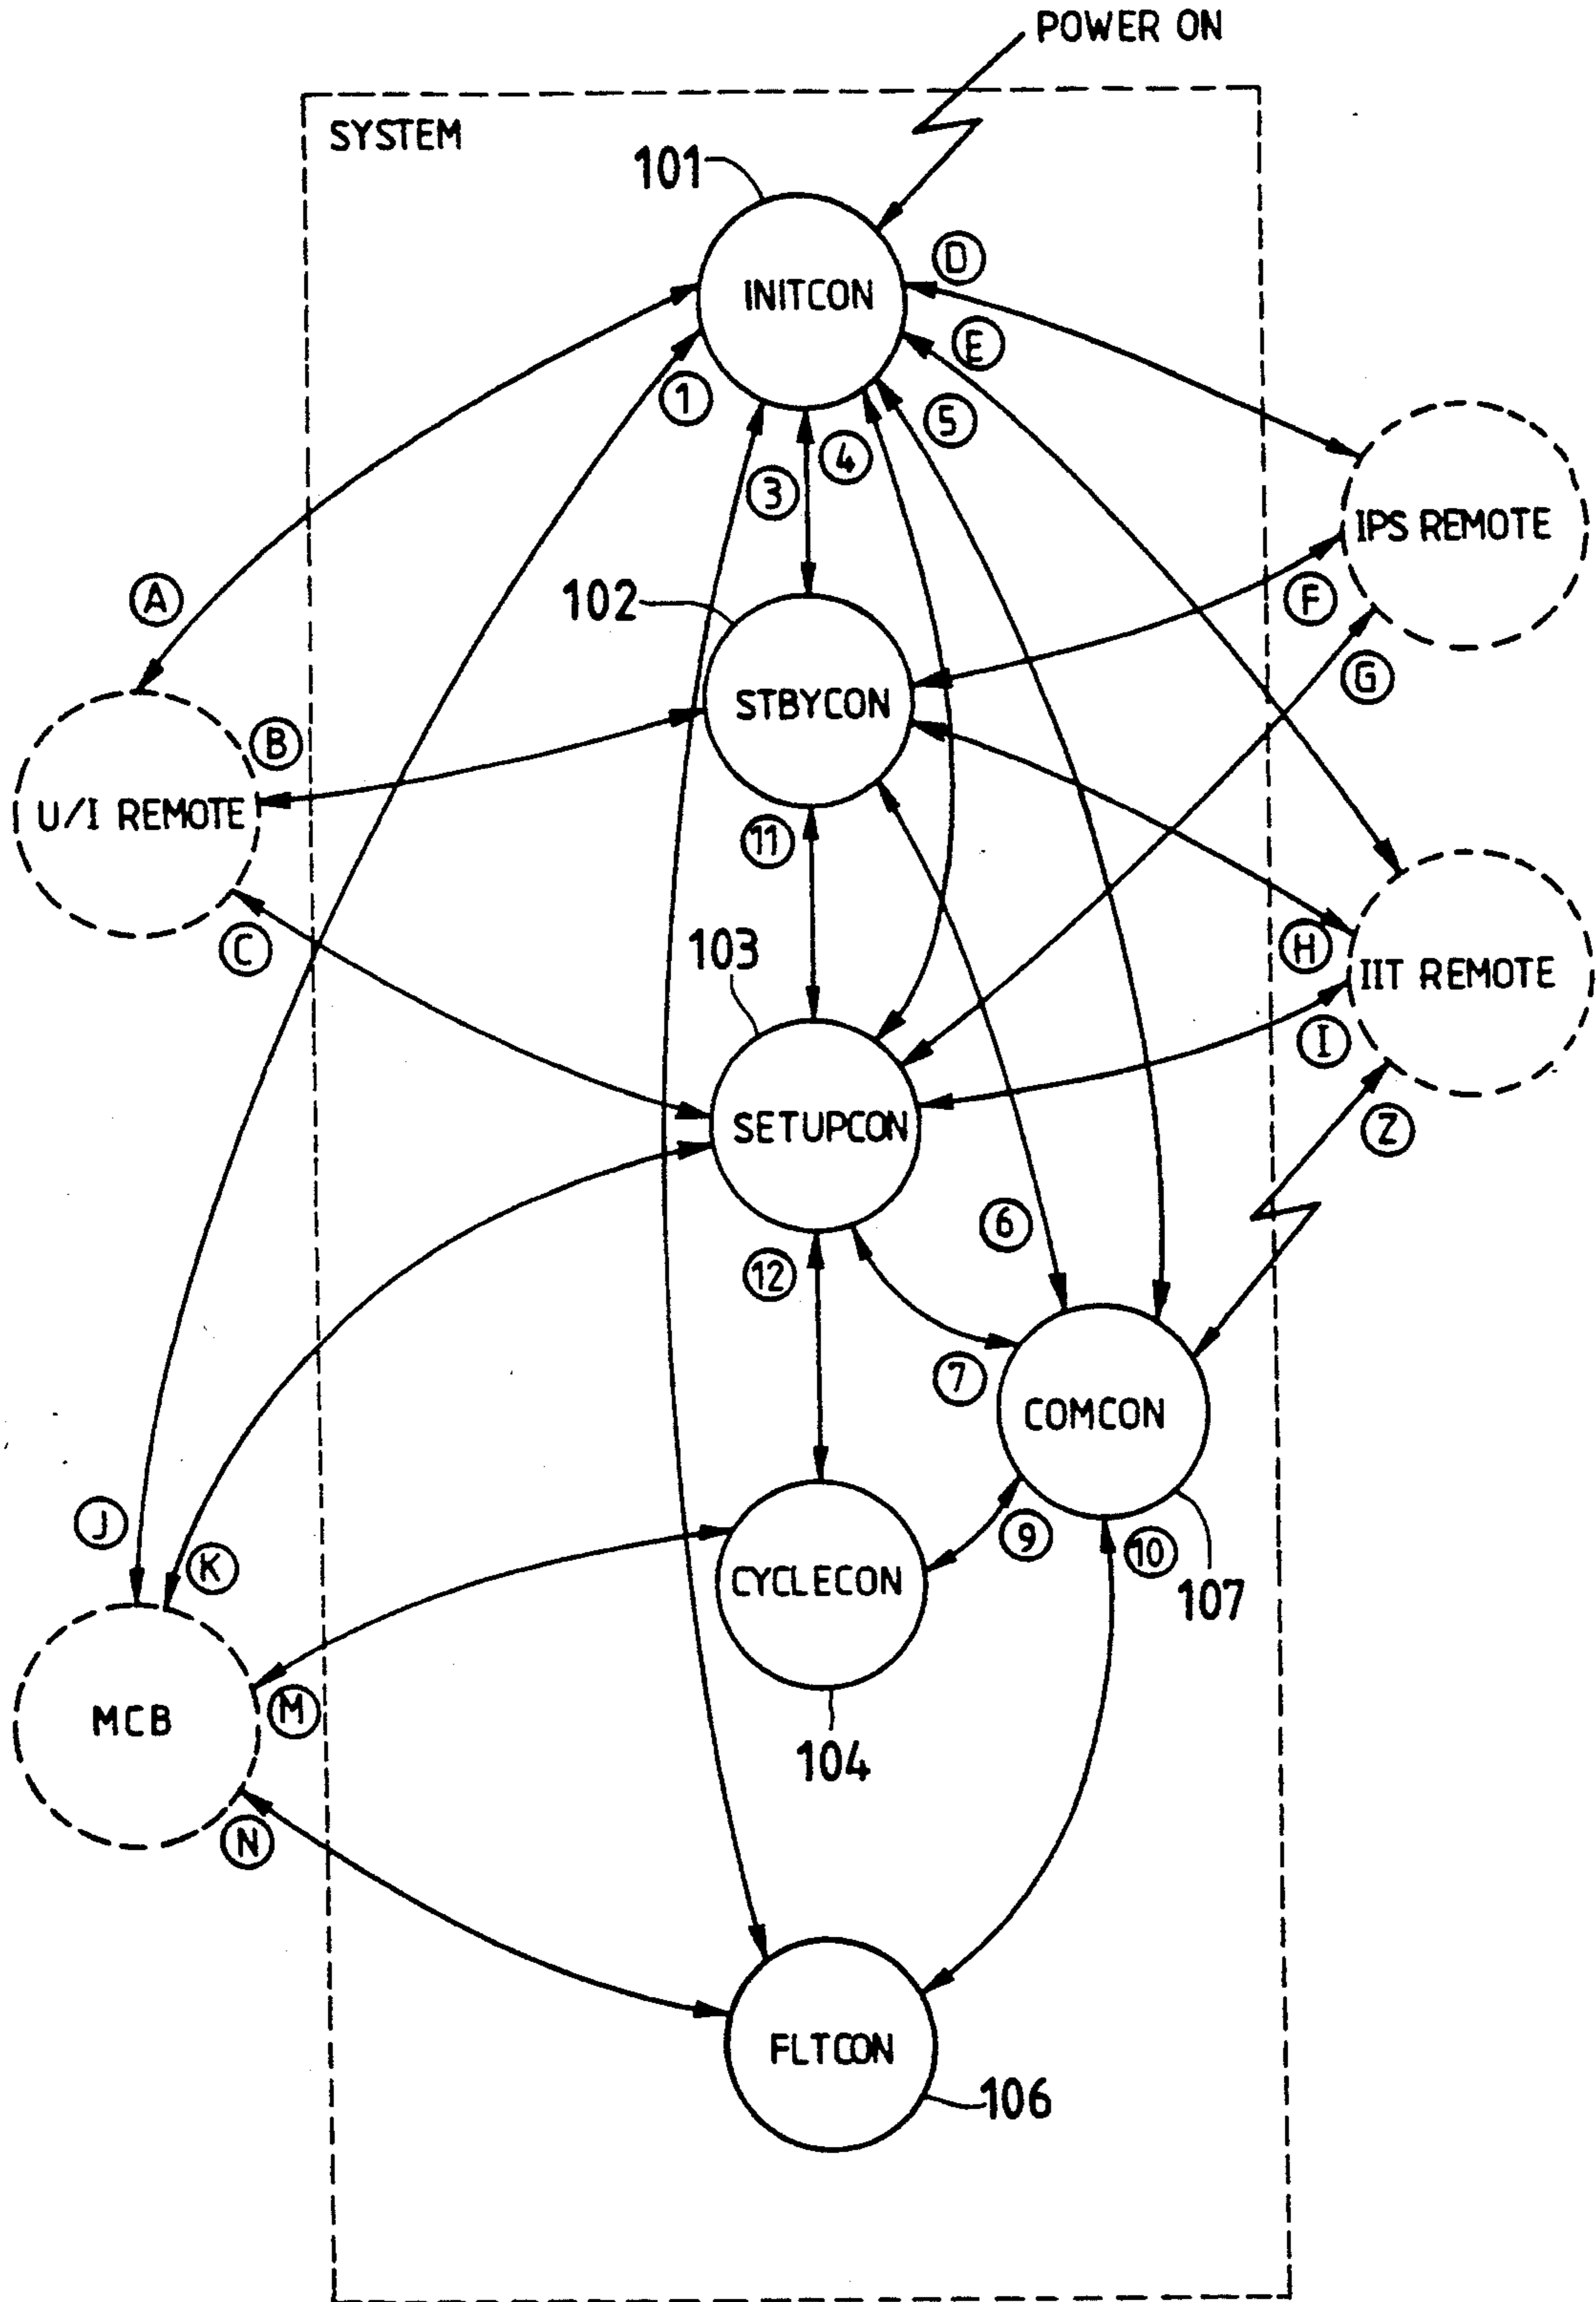 POWER ON
SYSTEM
101
INITCON
D
E
1
5
4
3
IPS REMOTE
A
102
F
G
STBYCON
B
U/I REMOTE
11
C
103
H
IIT REMOTE
I
SETUPCON
Z
6
12
7
COMCON
J
K
9
10
CYCLECON
107
M
MCB
104
N
FLTCON
106